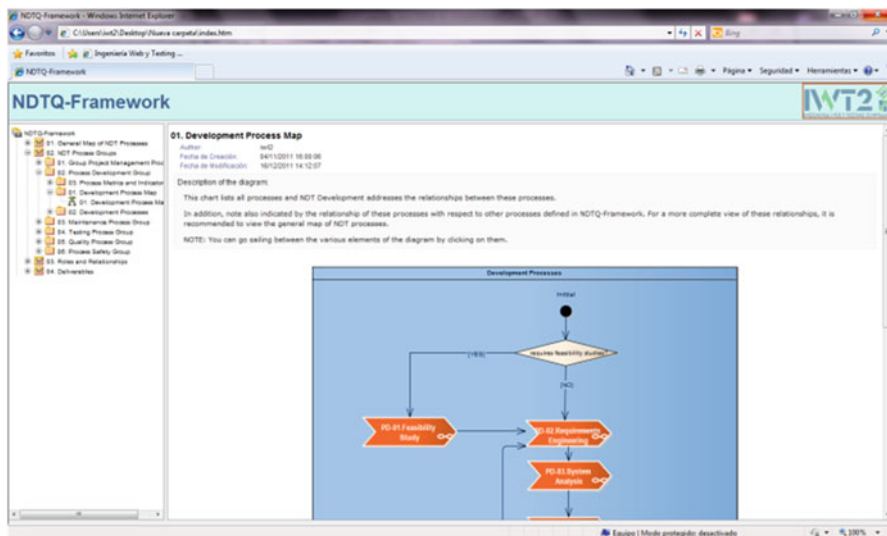 NDTQ-Framework - Windows Internet Explorer
C:\Users\iwt2\Desktop\Nueva carpeta\index.htm
Bing
Favoritos
Ingeniería Web y Testing ...
NDTQ-Framework
Página
Seguridad
Herramientas
NDTQ-Framework
IWT2
NDTQ-Framework
01. General Map of NDT Processes
02. NDT Process Groups
01. Group Project Management Proc
02. Process Development Group
03. Process Metrics and Indicator
01. Development Process Map
01. Development Process Ma
02. Development Processes
03. Maintenance Process Group
04. Testing Process Group
05. Quality Process Group
06. Process Safety Group
03. Roles and Relationships
04. Deliverables
01. Development Process Map
Author: iwt2
Fecha de Creación: 04/11/2011 16:00:06
Fecha de Modificación: 16/12/2011 14:12:07
Description of the diagram:
This chart lists all processes and NDT Development addresses the relationships between these processes.
In addition, note also indicated by the relationship of these processes with respect to other processes defined in NDTQ-Framework. For a more complete view of these relationships, it is
recommended to view the general map of NDT processes.
NOTE: You can go sailing between the various elements of the diagram by clicking on them.
Development Processes
Initial
requires feasibility studies?
[NO]
PD-01.Feasibility
Study
PD-02.Requirements
Engineering
PD-03.System
Analysis
Equipo | Modo protegido: desactivado
100%